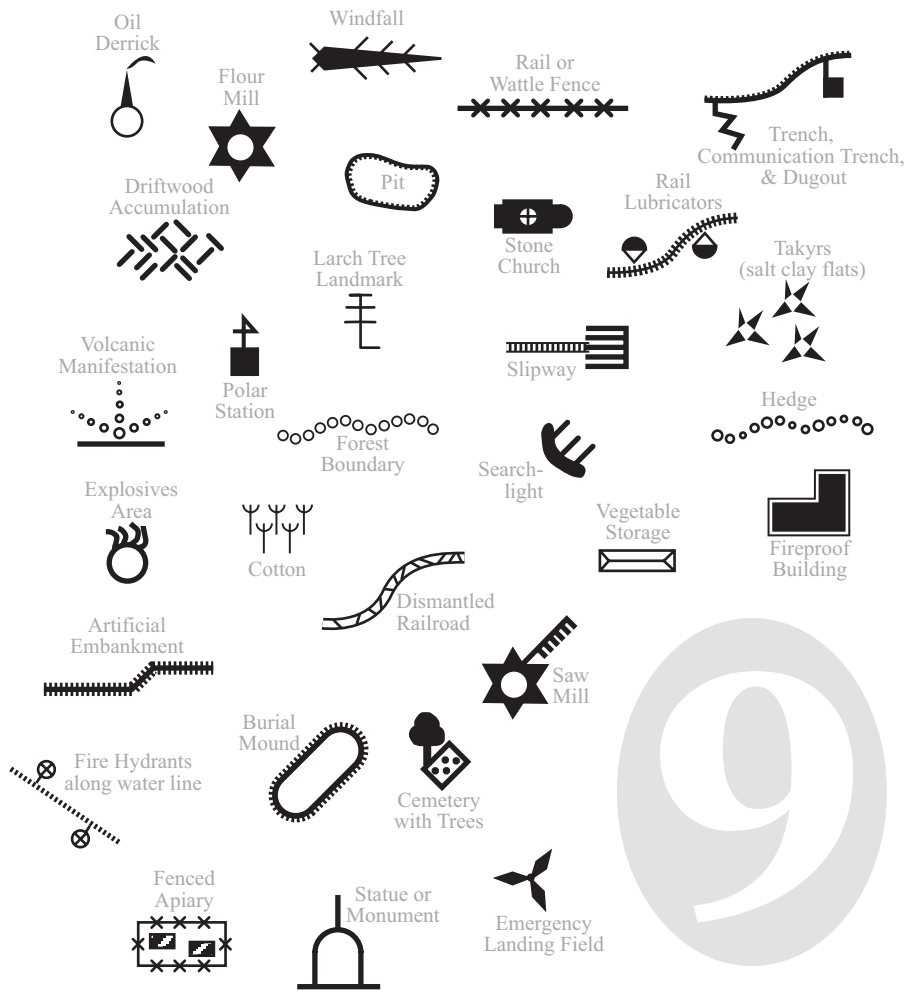 Oil
Derrick
Windfall
Flour
Mill
Rail or
Wattle Fence
Trench,
Communication Trench,
& Dugout
Pit
Driftwood
Accumulation
Rail
Lubricators
Stone
Church
Larch Tree
Landmark
Takyrs
(salt clay flats)
Volcanic
Manifestation
Polar
Station
Slipway
Hedge
Forest
Boundary
Search-
light
Explosives
Area
Cotton
Vegetable
Storage
Fireproof
Building
Dismantled
Railroad
Artificial
Embankment
Saw
Mill
Burial
Mound
Fire Hydrants
along water line
Cemetery
with Trees
9
Fenced
Apiary
Statue or
Monument
Emergency
Landing Field